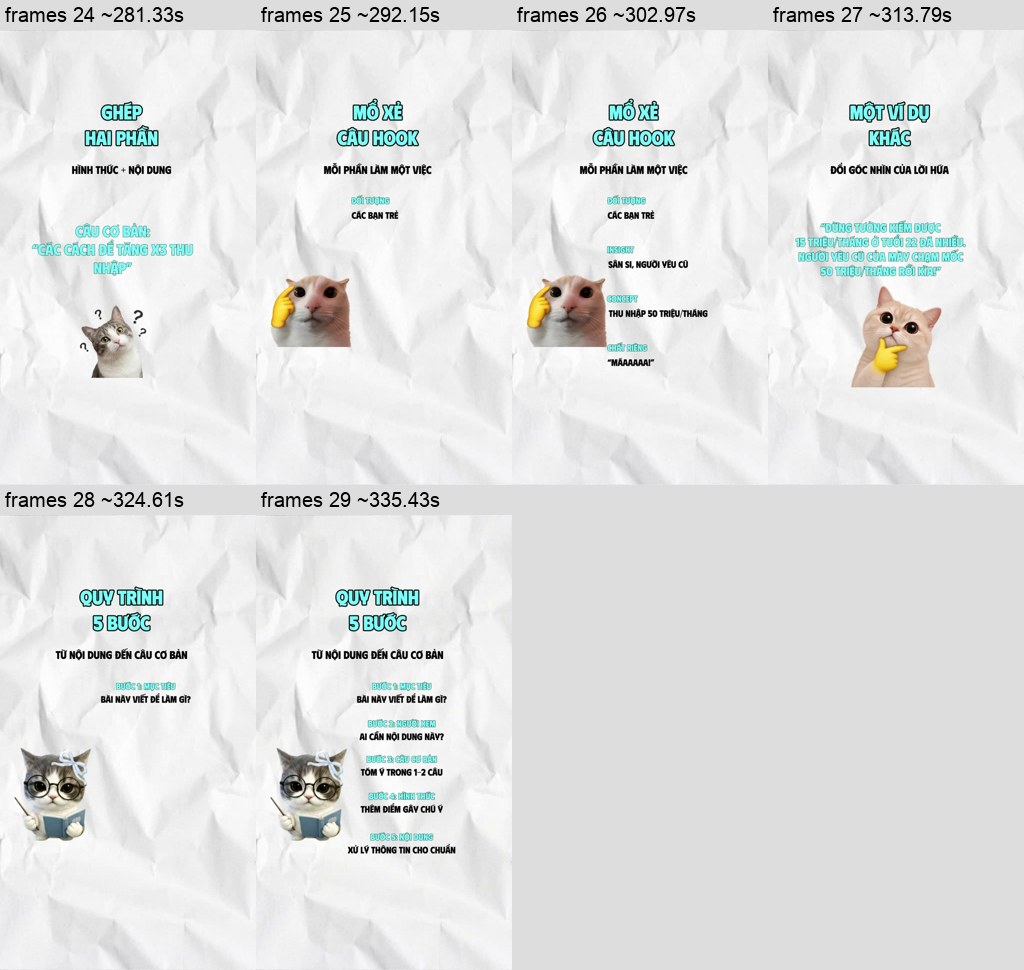 frames 24 ~281.33s
GHÉP
HAI PHẦN
HÌNH THỨC + NỘI DUNG
CÂU CƠ BẢN:
"CÁC CÁCH ĐỂ TĂNG X3 THU
NHẬP"
? ? ? ?
frames 25 ~292.15s
MỔ XẺ
CÂU HOOK
MỖI PHẦN LÀM MỘT VIỆC
ĐỐI TƯỢNG
CÁC BẠN TRẺ
frames 26 ~302.97s
MỔ XẺ
CÂU HOOK
MỖI PHẦN LÀM MỘT VIỆC
ĐỐI TƯỢNG
CÁC BẠN TRẺ
INSIGHT
SÂN SI, NGƯỜI YÊU CŨ
CONCEPT
THU NHẬP 50 TRIỆU/THÁNG
CHẤT RIÊNG
"MÁAAAAA!"
frames 27 ~313.79s
MỘT VÍ DỤ
KHÁC
ĐỔI GÓC NHÌN CỦA LỜI HỨA
"ĐỪNG TƯỞNG KIẾM ĐƯỢC
15 TRIỆU/THÁNG Ở TUỔI 22 ĐÃ NHIỀU.
NGƯỜI YÊU CŨ CỦA MÀY CHẠM MỐC
50 TRIỆU/THÁNG RỒI KÌA!"
frames 28 ~324.61s
QUY TRÌNH
5 BƯỚC
TỪ NỘI DUNG ĐẾN CÂU CƠ BẢN
BƯỚC 1: MỤC TIÊU
BÀI NÀY VIẾT ĐỂ LÀM GÌ?
frames 29 ~335.43s
QUY TRÌNH
5 BƯỚC
TỪ NỘI DUNG ĐẾN CÂU CƠ BẢN
BƯỚC 1: MỤC TIÊU
BÀI NÀY VIẾT ĐỂ LÀM GÌ?
BƯỚC 2: NGƯỜI XEM
AI CẦN NỘI DUNG NÀY?
BƯỚC 3: CÂU CƠ BẢN
TÓM Ý TRONG 1-2 CÂU
BƯỚC 4: HÌNH THỨC
THÊM ĐIỂM GÂY CHÚ Ý
BƯỚC 5: NỘI DUNG
XỬ LÝ THÔNG TIN CHO CHUẨN